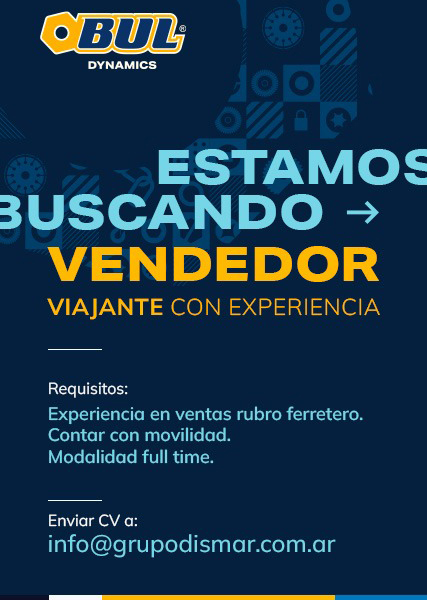 BUL®
DYNAMICS
ESTAMOS
BUSCANDO →
VENDEDOR
VIAJANTE CON EXPERIENCIA
Requisitos:
Experiencia en ventas rubro ferretero.
Contar con movilidad.
Modalidad full time.
Enviar CV a:
info@grupodismar.com.ar